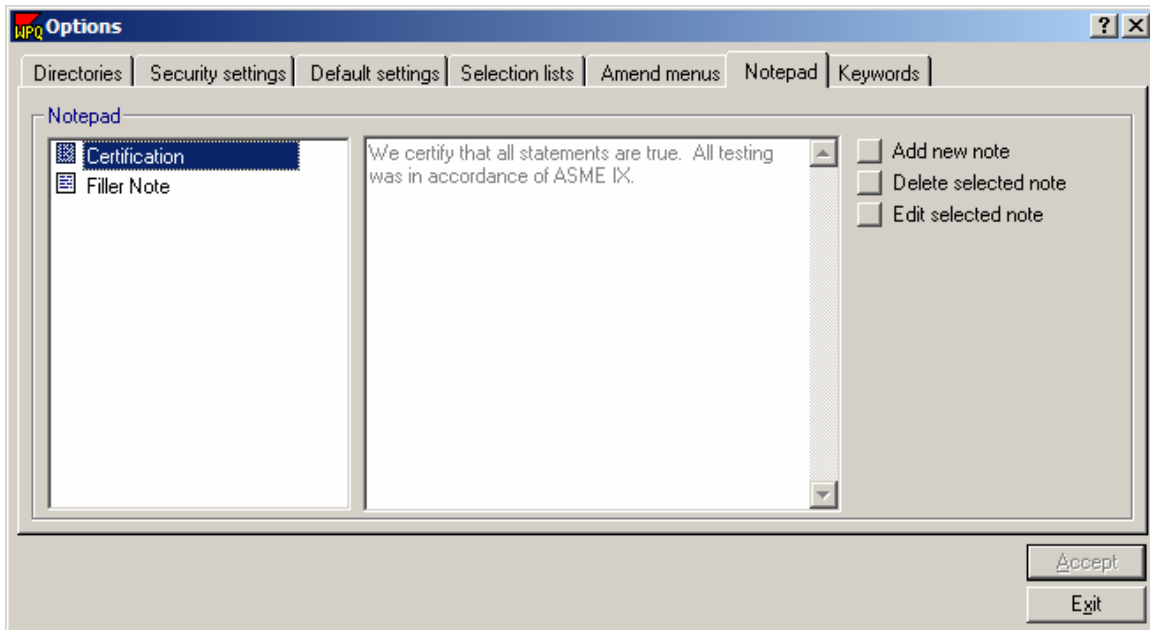 WPQ Options
Directories Security settings Default settings Selection lists Amend menus Notepad Keywords
Notepad
Certification
Filler Note
We certify that all statements are true.  All testing
was in accordance of ASME IX.
Add new note
Delete selected note
Edit selected note
Accept
Exit